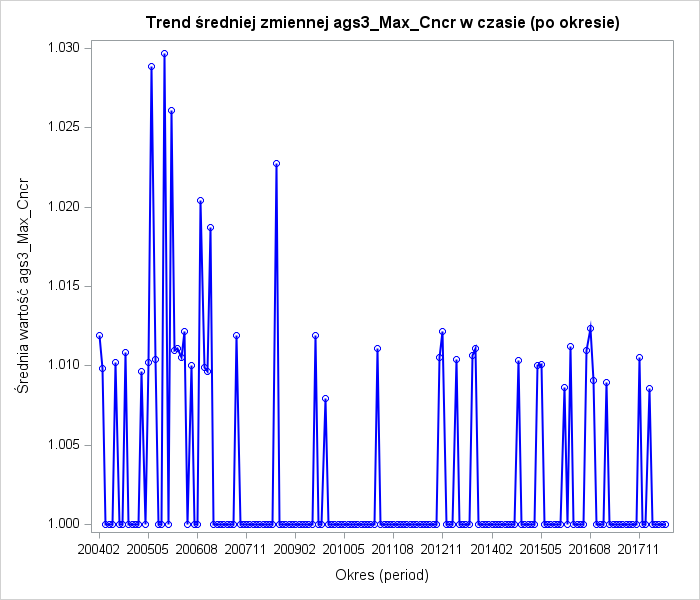 Trend średniej zmiennej ags3_Max_Cncr w czasie (po okresie)
Średnia wartość ags3_Max_Cncr
1.030
1.025
1.020
1.015
1.010
1.005
1.000
200402 200505 200608 200711 200902 201005 201108 201211 201402 201505 201608 201711
Okres (period)